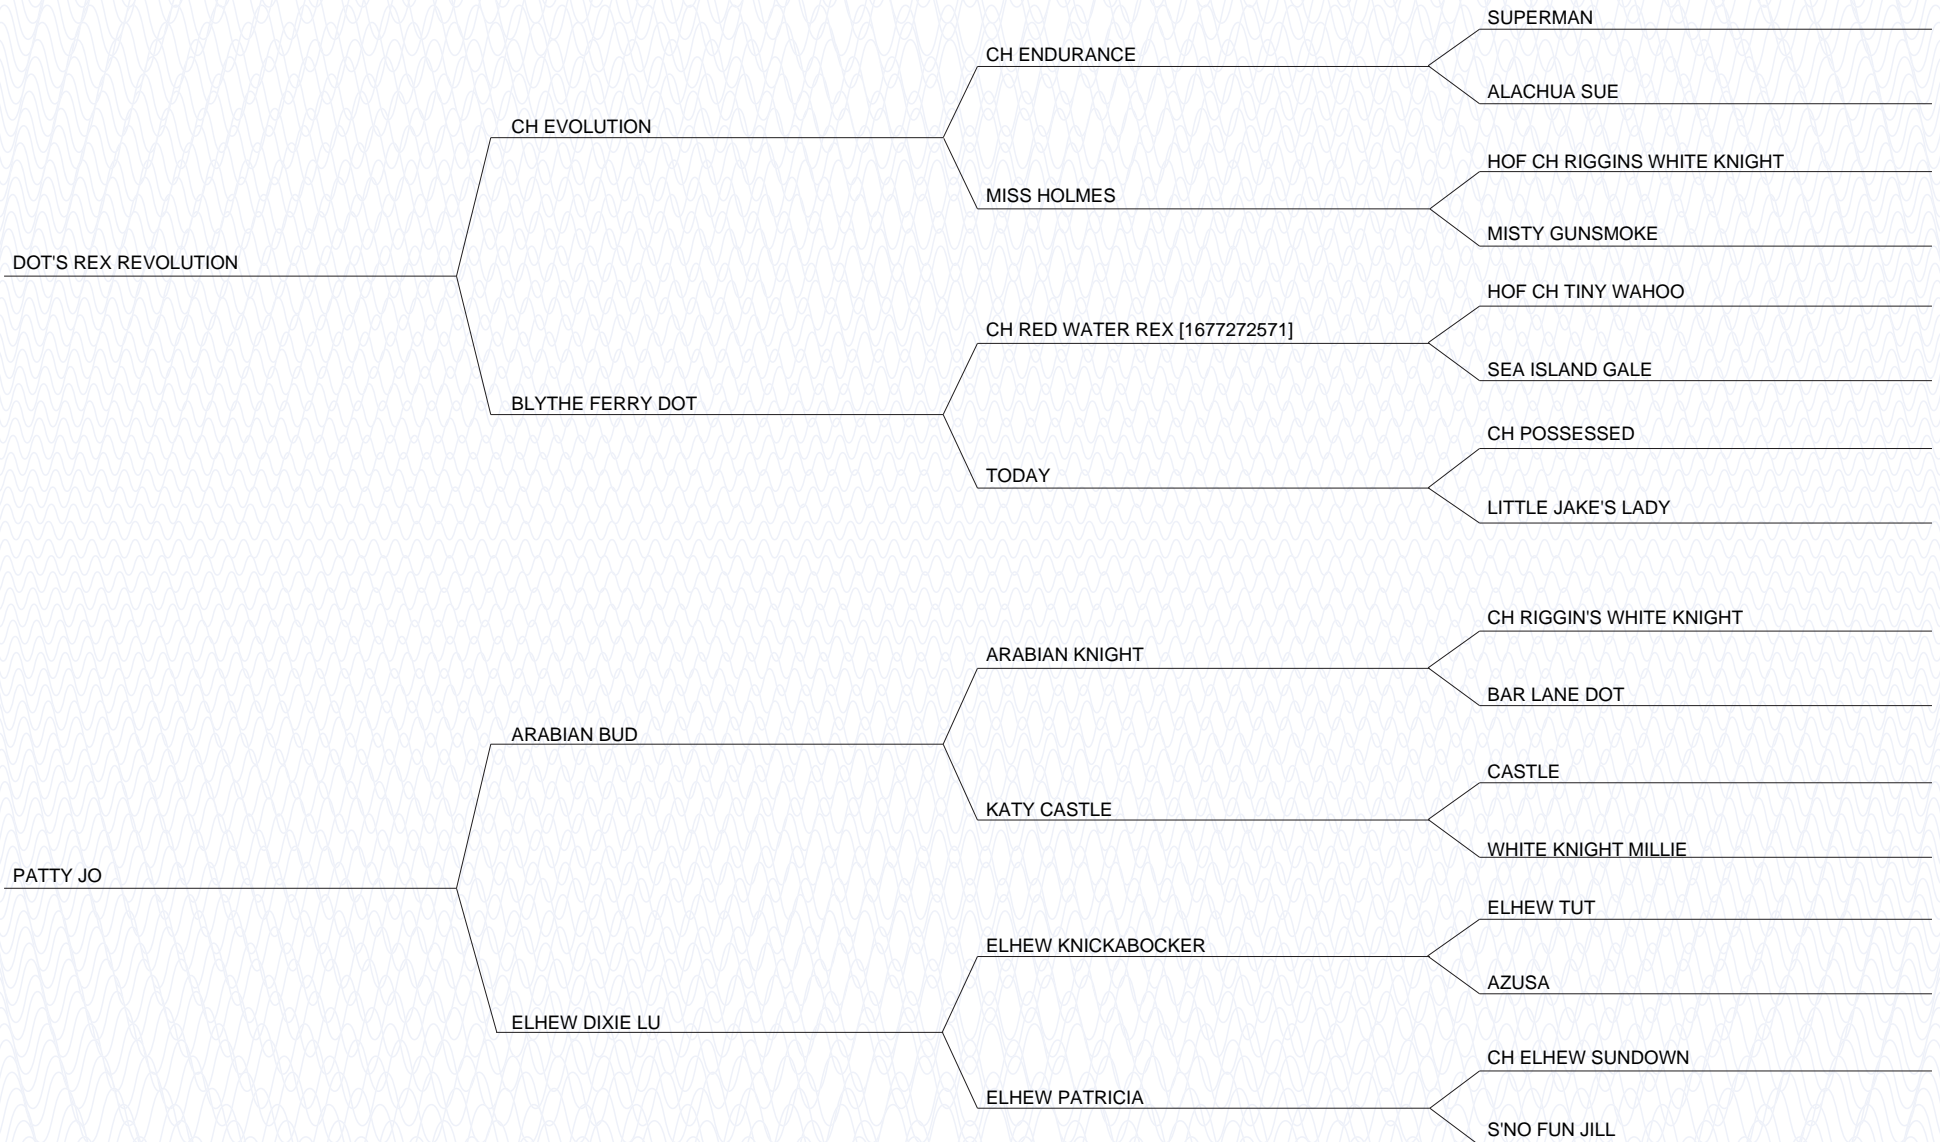 SUPERMAN
CH ENDURANCE
ALACHUA SUE
CH EVOLUTION
HOF CH RIGGINS WHITE KNIGHT
MISS HOLMES
MISTY GUNSMOKE
DOT'S REX REVOLUTION
HOF CH TINY WAHOO
CH RED WATER REX [1677272571]
SEA ISLAND GALE
BLYTHE FERRY DOT
CH POSSESSED
TODAY
LITTLE JAKE'S LADY
CH RIGGIN'S WHITE KNIGHT
ARABIAN KNIGHT
BAR LANE DOT
ARABIAN BUD
CASTLE
KATY CASTLE
WHITE KNIGHT MILLIE
PATTY JO
ELHEW TUT
ELHEW KNICKABOCKER
AZUSA
ELHEW DIXIE LU
CH ELHEW SUNDOWN
ELHEW PATRICIA
S'NO FUN JILL